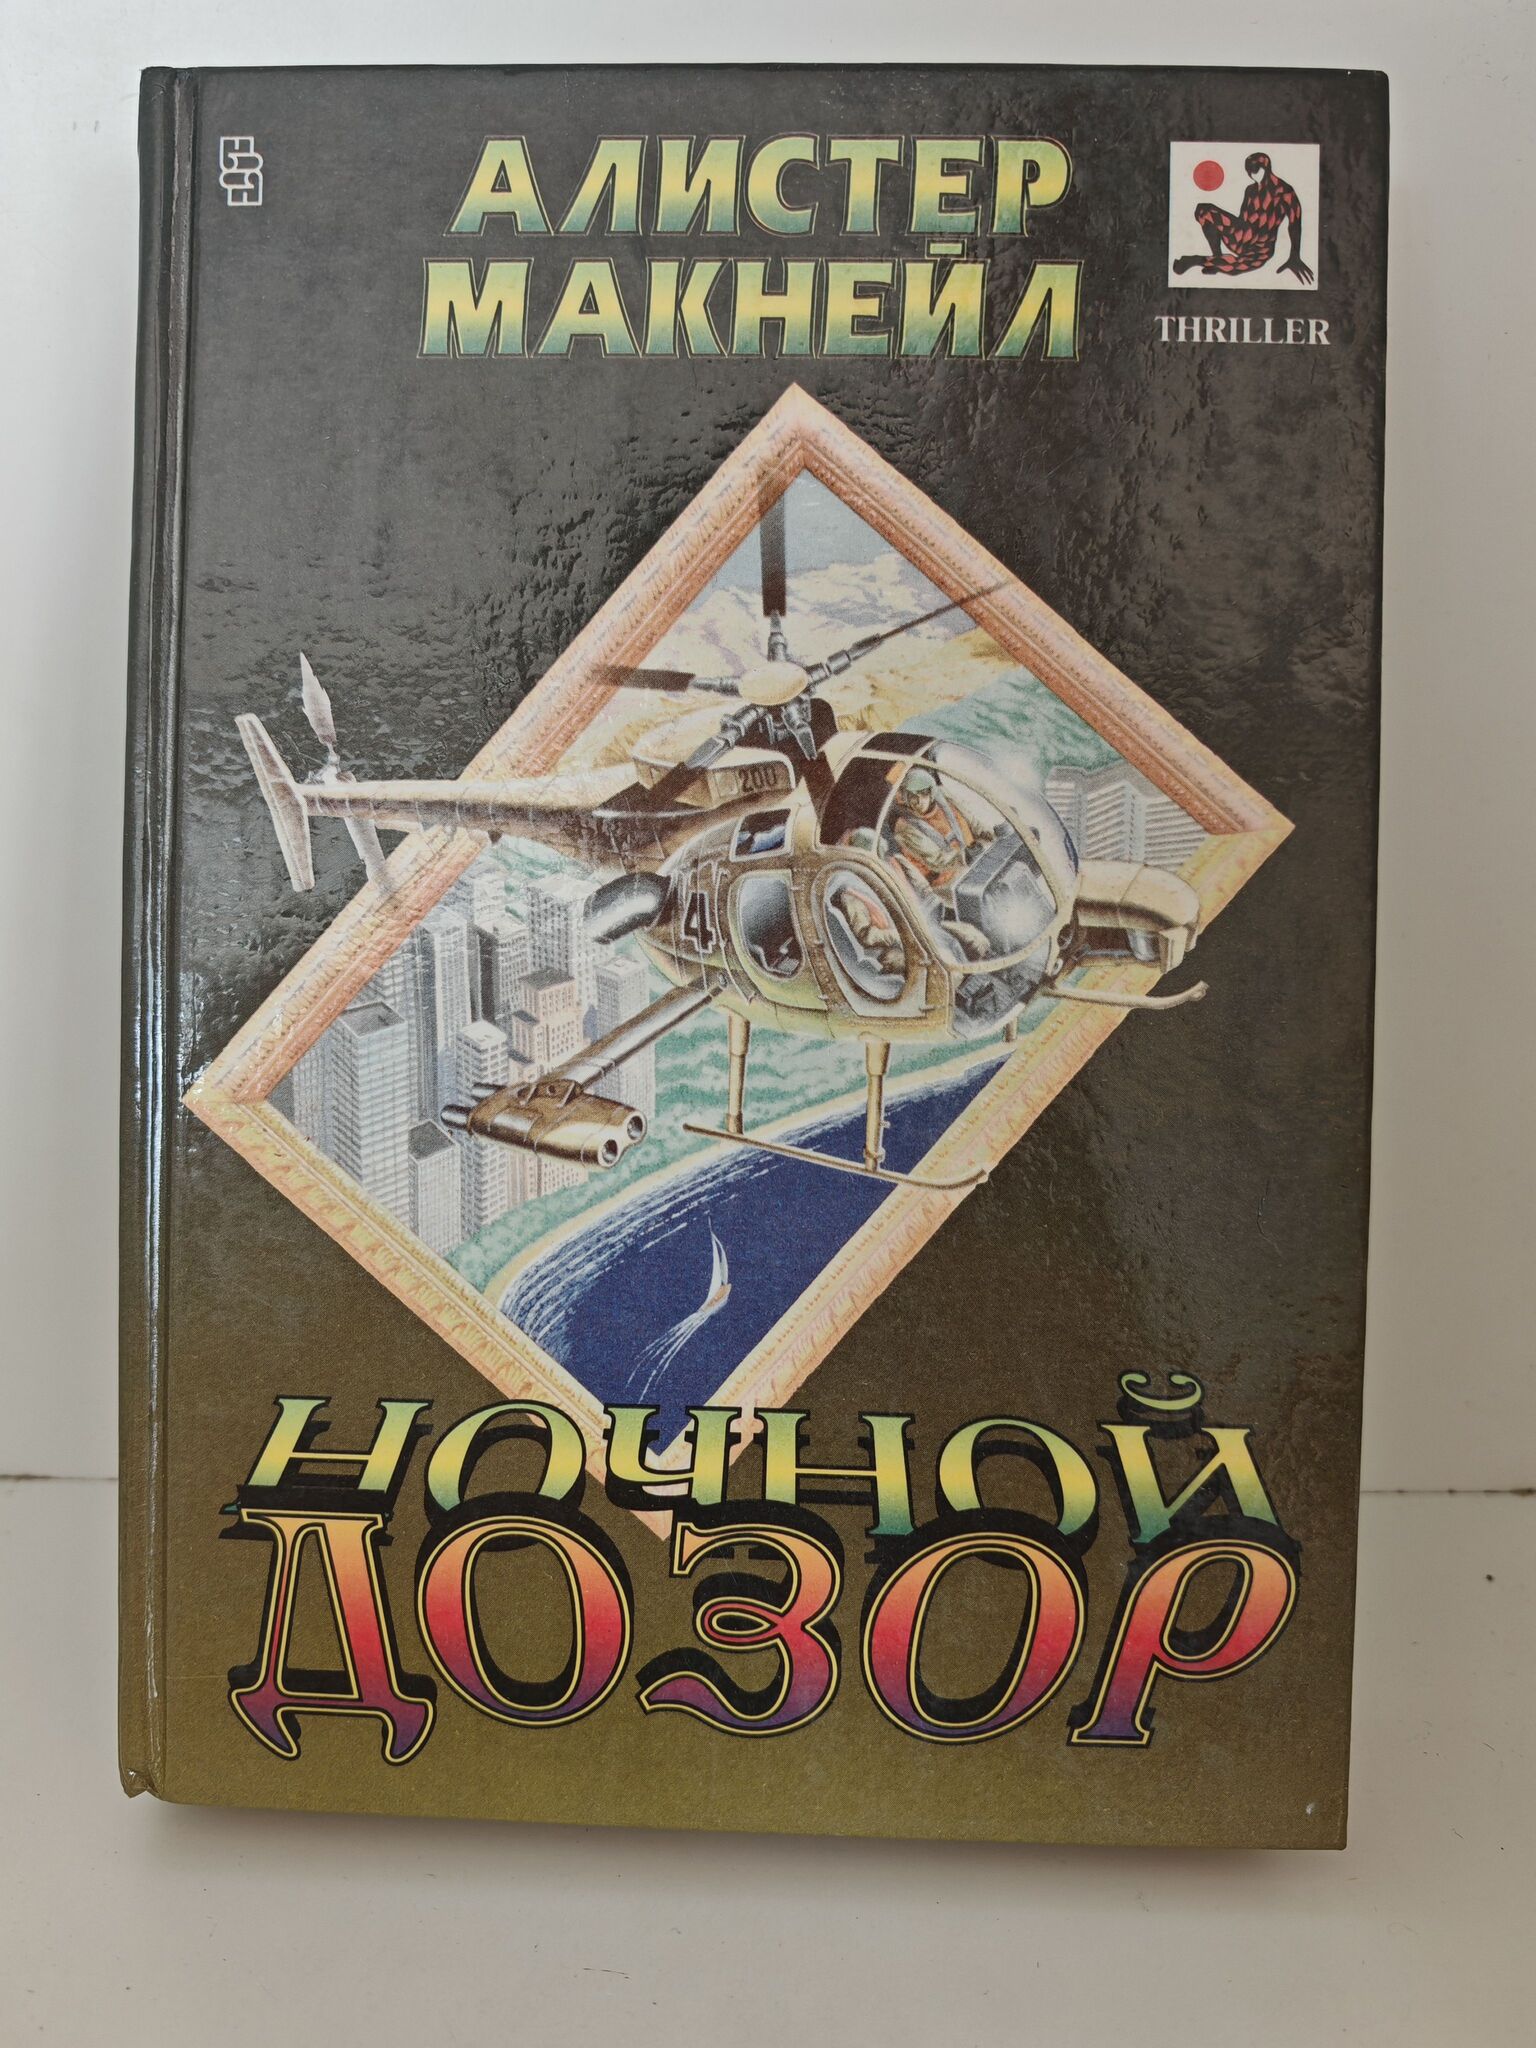 АЛИСТЕР
МАКНЕЙЛ
THRILLER
200
4
НОЧНОЙ
ДОЗОР